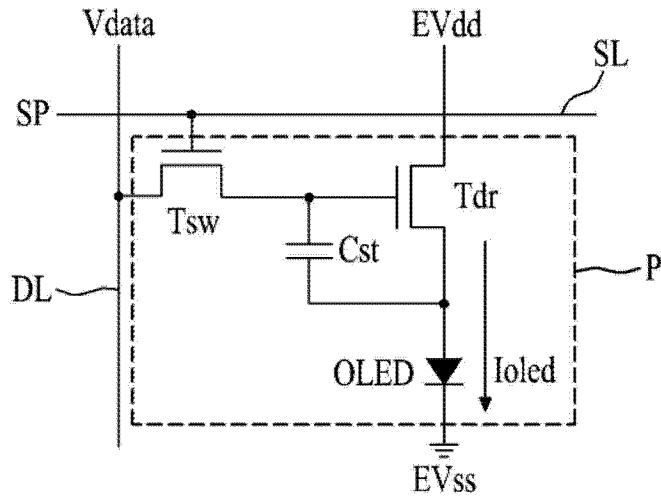 Vdata
EVdd
SL
SP
Tsw
Tdr
Cst
DL
P
OLED
Ioled
EVss